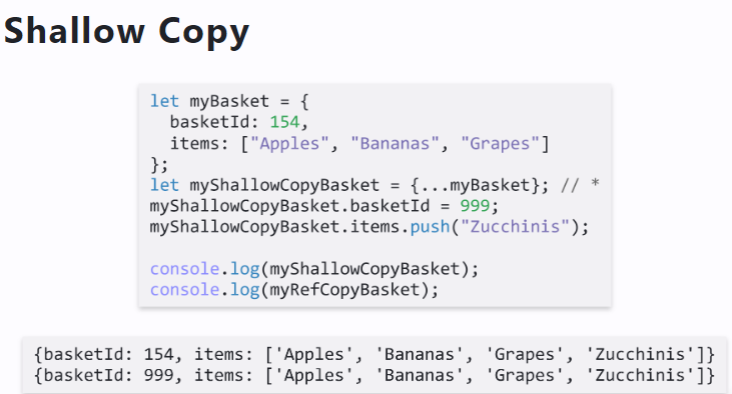 Shallow Copy
let myBasket = {
  basketId: 154,
  items: ["Apples", "Bananas", "Grapes"]
};
let myShallowCopyBasket = {...myBasket}; // *
myShallowCopyBasket.basketId = 999;
myShallowCopyBasket.items.push("Zucchinis");
console.log(myShallowCopyBasket);
console.log(myRefCopyBasket);
{basketId: 154, items: ['Apples', 'Bananas', 'Grapes', 'Zucchinis']}
{basketId: 999, items: ['Apples', 'Bananas', 'Grapes', 'Zucchinis']}